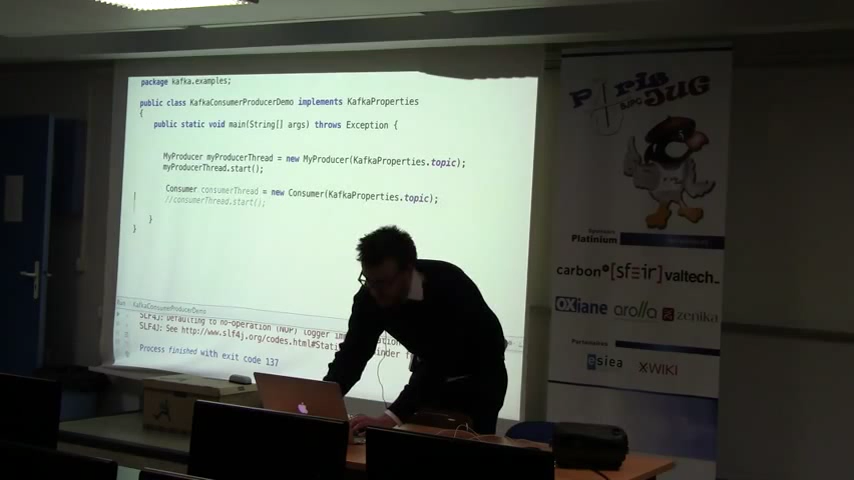 package kafka.examples;
public class KafkaConsumerProducerDemo implements KafkaProperties
{
public static void main(String[] args) throws Exception {
MyProducer myProducerThread = new MyProducer(KafkaProperties.topic);
myProducerThread.start();
Consumer consumerThread = new Consumer(KafkaProperties.topic);
//consumerThread.start();
}
}
Run KafkaConsumerProducerDemo
SLF4J: Defaulting to no-operation (NOP) logger
SLF4J: See http://www.slf4j.org/codes.html#Stati
Process finished with exit code 137
Paris
JUG
Platinium
carbon [sfeir] valtech_
OXiane arolla zenika
esiea XWIKI